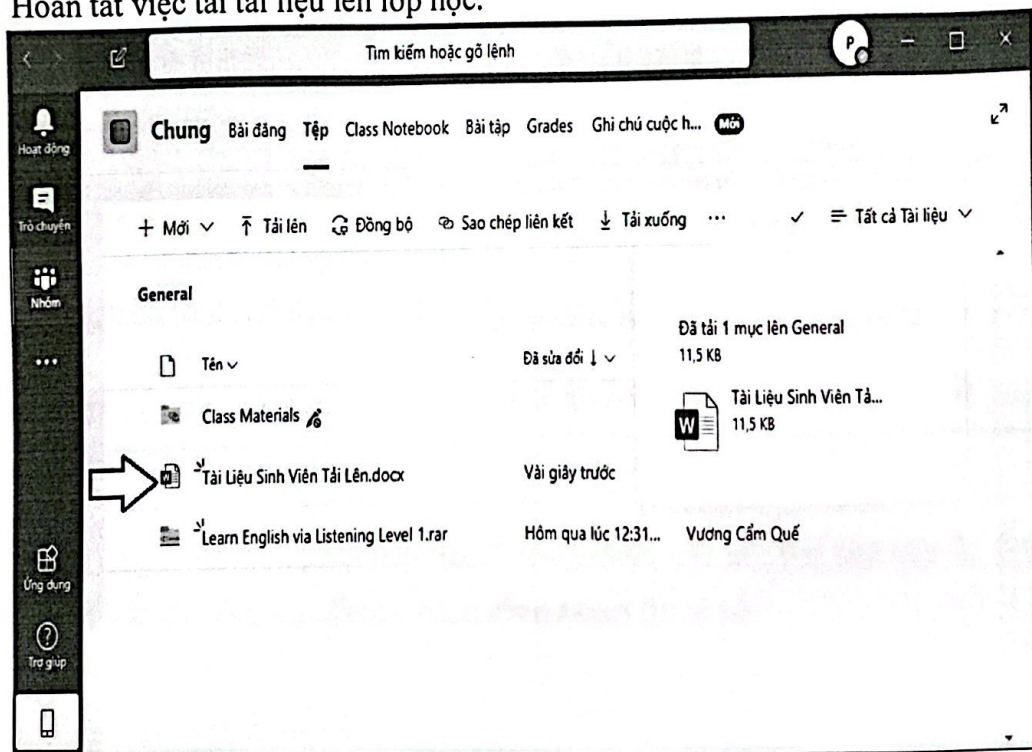 Hoàn tất việc tải tài liệu lên lớp học.
Tìm kiếm hoặc gõ lệnh
P
Hoạt động
Chung Bài đăng Tệp Class Notebook Bài tập Grades Ghi chú cuộc h... Mới
Trò chuyện
+ Mới Tải lên Đồng bộ Sao chép liên kết Tải xuống ... Tất cả Tài liệu
Nhóm
General
Đã tải 1 mục lên General
11,5 KB
Tên Đã sửa đổi ↓
Tài Liệu Sinh Viên Tả...
11,5 KB
Class Materials
Tài Liệu Sinh Viên Tải Lên.docx Vài giây trước
Learn English via Listening Level 1.rar Hôm qua lúc 12:31... Vương Cẩm Quế
Ứng dụng
Trợ giúp